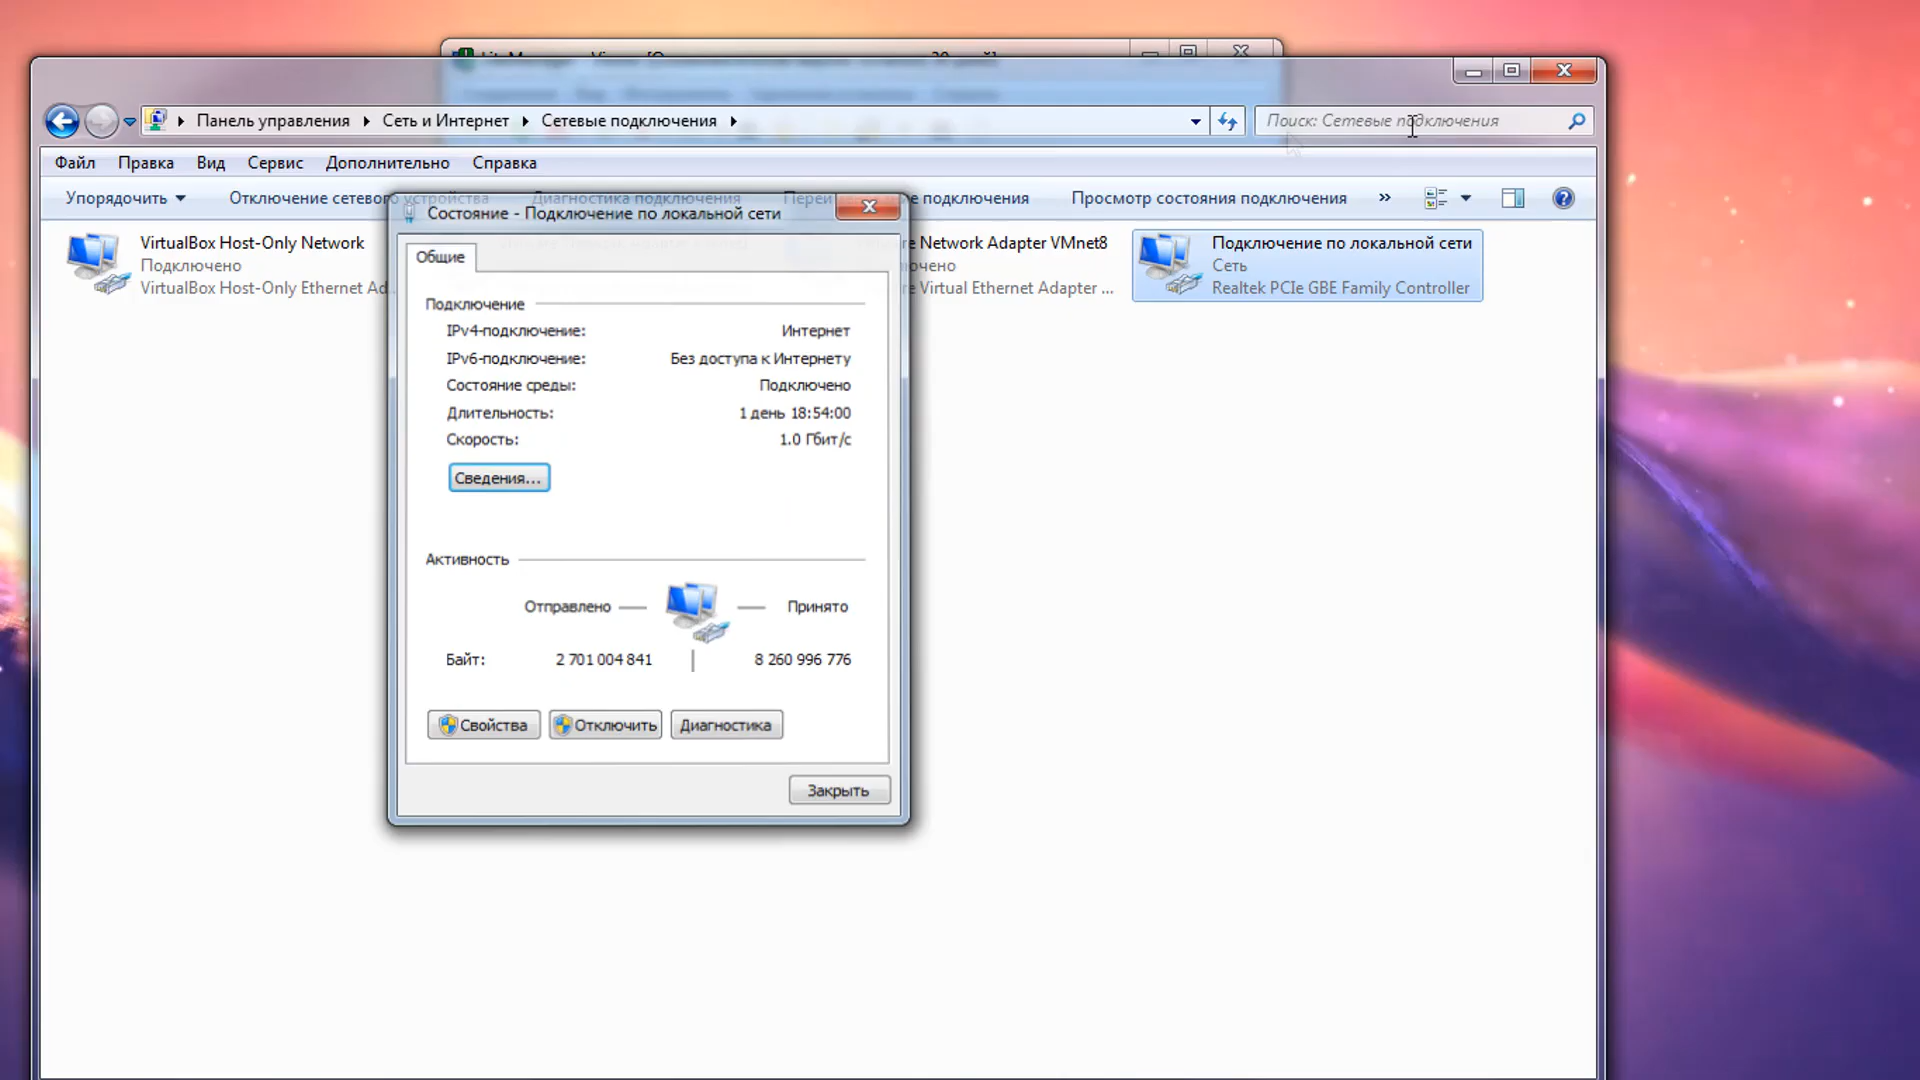 Панель управления
Сеть и Интернет
Сетевые подключения
Поиск: Сетевые подключения
Файл
Правка
Вид
Сервис
Дополнительно
Справка
Упорядочить
Отключение сетевого устройства
Диагностика подключения
подключения
Просмотр состояния подключения
»
VirtualBox Host-Only Network
Подключено
VirtualBox Host-Only Ethernet Ad...
Network Adapter VMnet8
Virtual Ethernet Adapter ...
Подключение по локальной сети
Сеть
Realtek PCIe GBE Family Controller
Состояние - Подключение по локальной сети
Общие
Подключение
IPv4-подключение: Интернет
IPv6-подключение: Без доступа к Интернету
Состояние среды: Подключено
Длительность: 1 день 18:54:00
Скорость: 1.0 Гбит/с
Сведения...
Активность
Отправлено — — Принято
Байт: 2 701 004 841 | 8 260 996 776
Свойства
Отключить
Диагностика
Закрыть